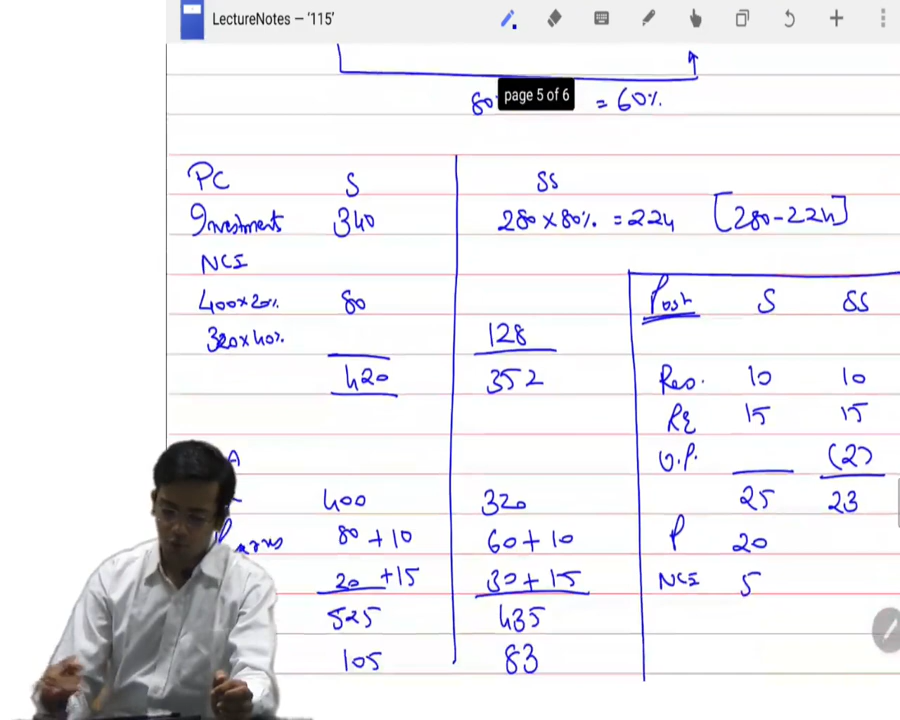 LectureNotes – '115'
80 page 5 of 6 = 60%.
PC S SS
Investments 340 280 × 80% = 224 [280 - 224]
NCI
400 × 20% 80
320 × 40% 128
420 352
A
400 320
80 + 10 60 + 10
20 + 15 30 + 15
525 435
105 83
Post S SS
Res. 10 10
RE 15 15
U.P. (2)
25 23
P 20
NCI 5